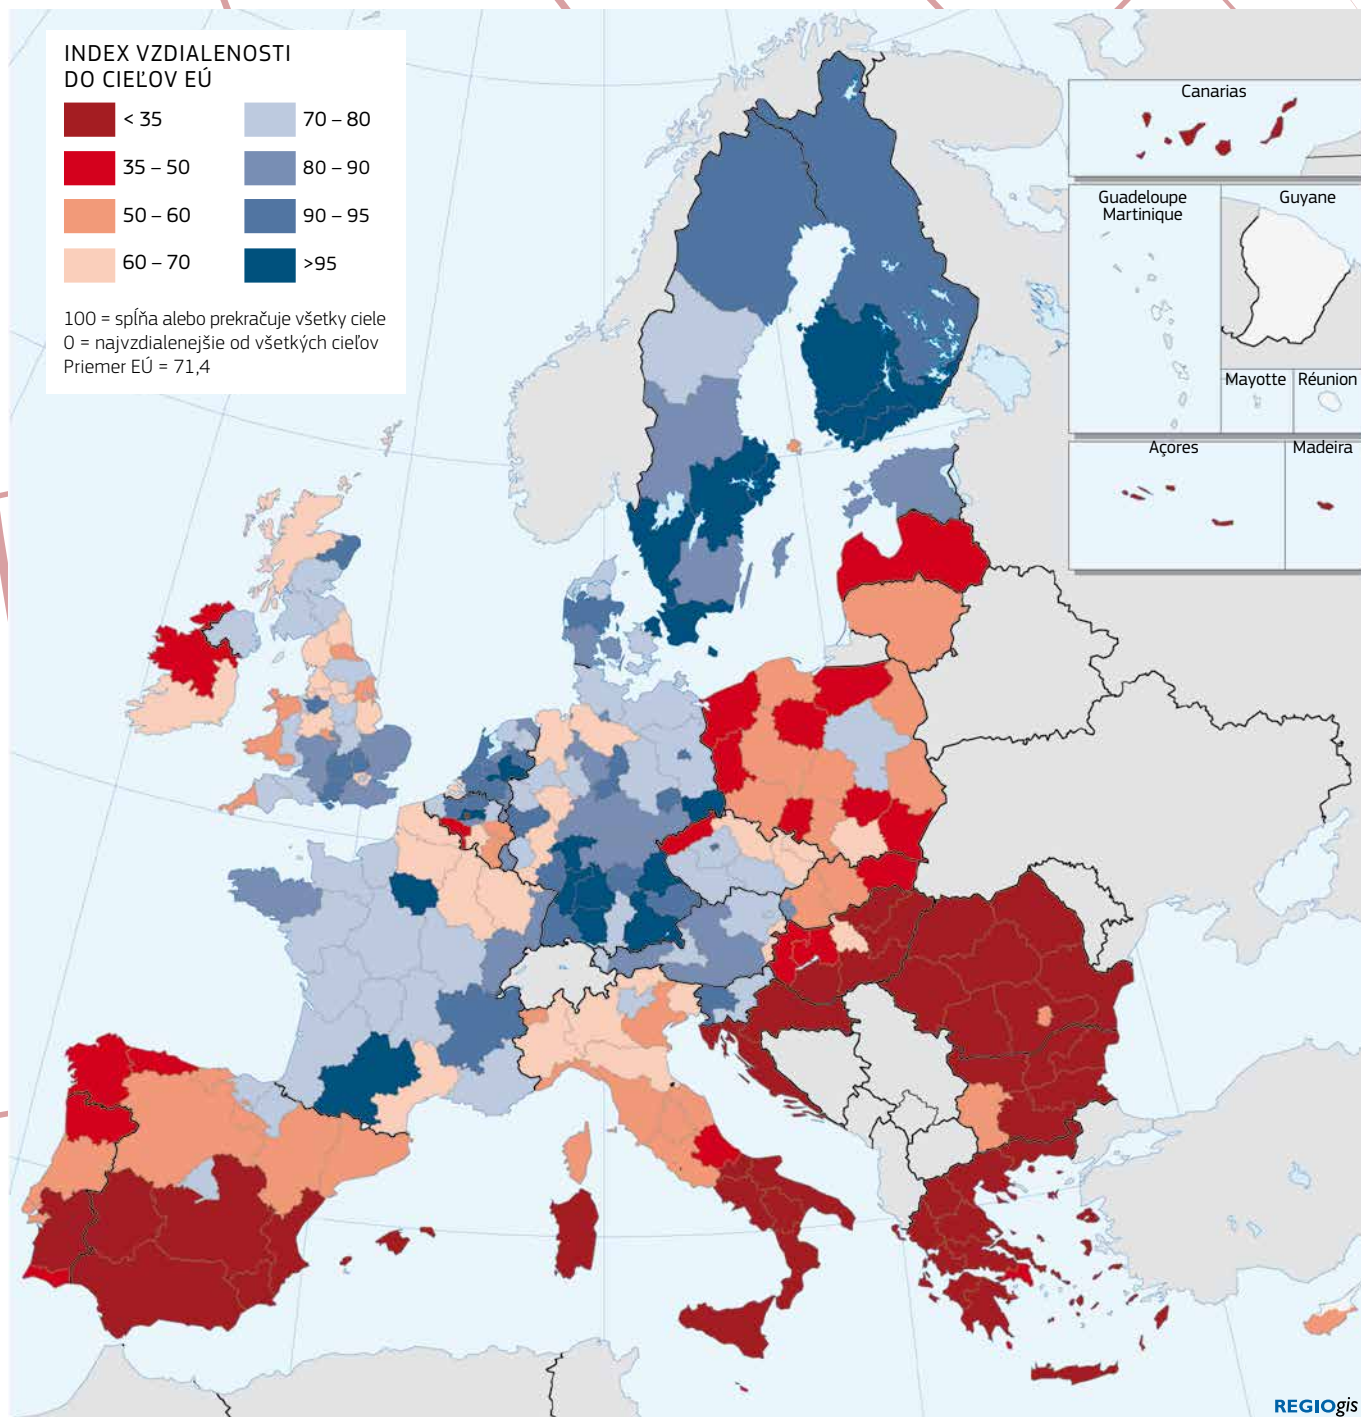 INDEX VZDIALENOSTI
DO CIEĽOV EÚ
< 35
35 – 50
50 – 60
60 – 70
70 – 80
80 – 90
90 – 95
>95
100 = spĺňa alebo prekračuje všetky ciele
0 = najvzdialenejšie od všetkých cieľov
Priemer EÚ = 71,4
Canarias
Guadeloupe
Martinique
Guyane
Mayotte
Réunion
Açores
Madeira
REGIOgis